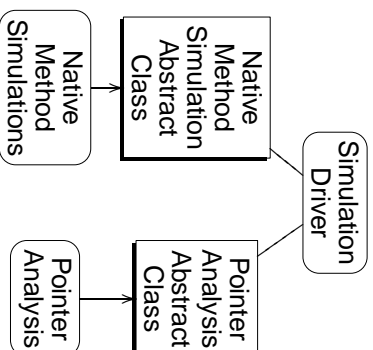 Simulation
Driver
Native
Method
Simulation
Abstract
Class
Pointer
Analysis
Abstract
Class
Native
Method
Simulations
Pointer
Analysis